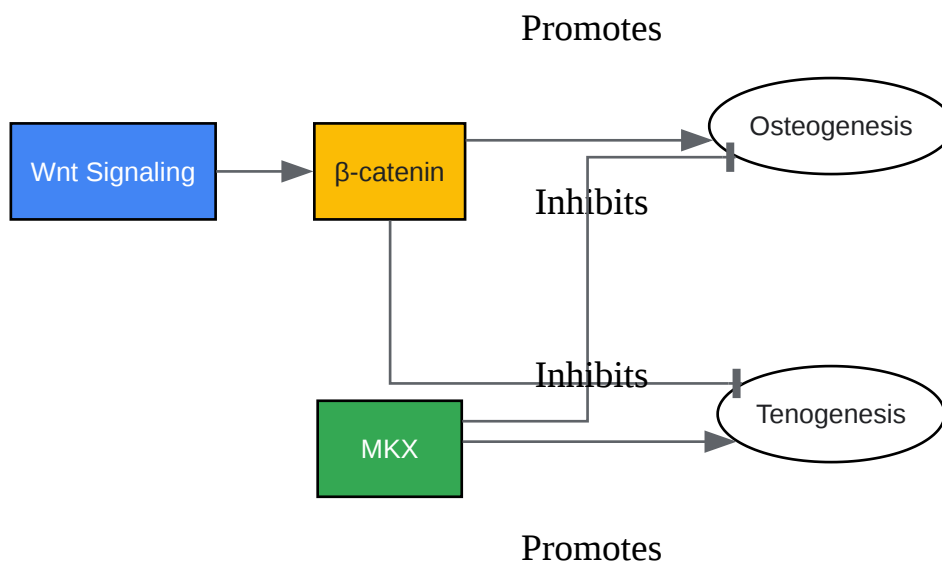 Promotes
Osteogenesis
Wnt Signaling
β-catenin
Inhibits
Inhibits
Tenogenesis
MKX
Promotes